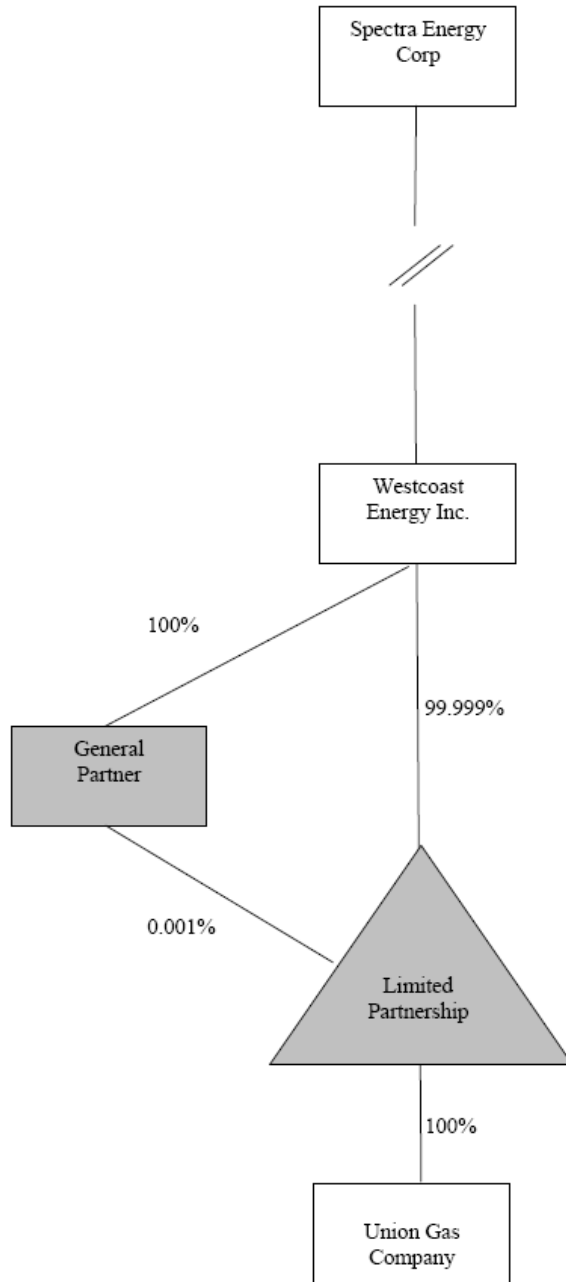 Spectra Energy
Corp
Westcoast
Energy Inc.
100%
99.999%
General
Partner
0.001%
Limited
Partnership
100%
Union Gas
Company